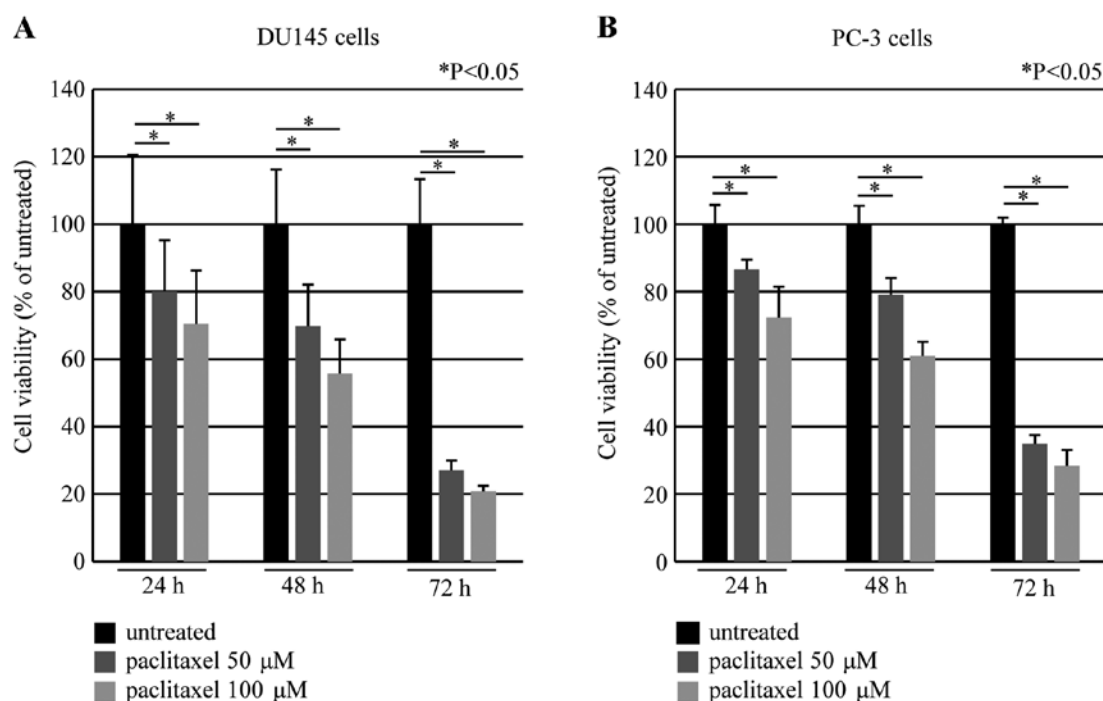 A
DU145 cells
*P<0.05
140
120
100
80
60
40
20
0
Cell viability (% of untreated)
* * * * * *
24 h 48 h 72 h
untreated
paclitaxel 50 µM
paclitaxel 100 µM
B
PC-3 cells
*P<0.05
140
120
100
80
60
40
20
0
Cell viability (% of untreated)
* * * * * *
24 h 48 h 72 h
untreated
paclitaxel 50 µM
paclitaxel 100 µM